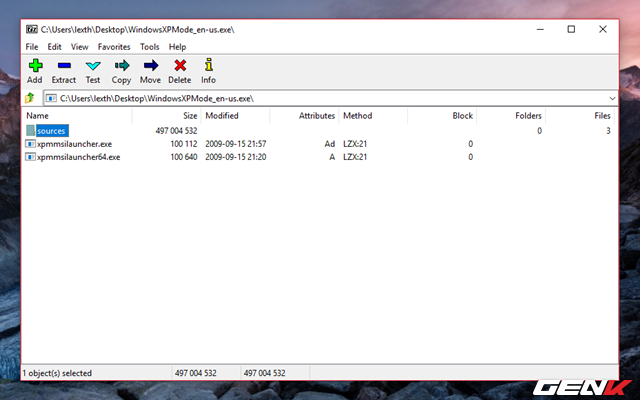 C:\Users\lexth\Desktop\WindowsXPMode_en-us.exe\
File Edit View Favorites Tools Help
Add Extract Test Copy Move Delete Info
C:\Users\lexth\Desktop\WindowsXPMode_en-us.exe\
Name Size Modified Attributes Method Block Folders Files
sources 497 004 532 0 3
xpmmsilauncher.exe 100 112 2009-09-15 21:57 Ad LZX:21 0
xpmmsilauncher64.exe 100 640 2009-09-15 21:20 A LZX:21 0
1 object(s) selected 497 004 532 497 004 532
GENK